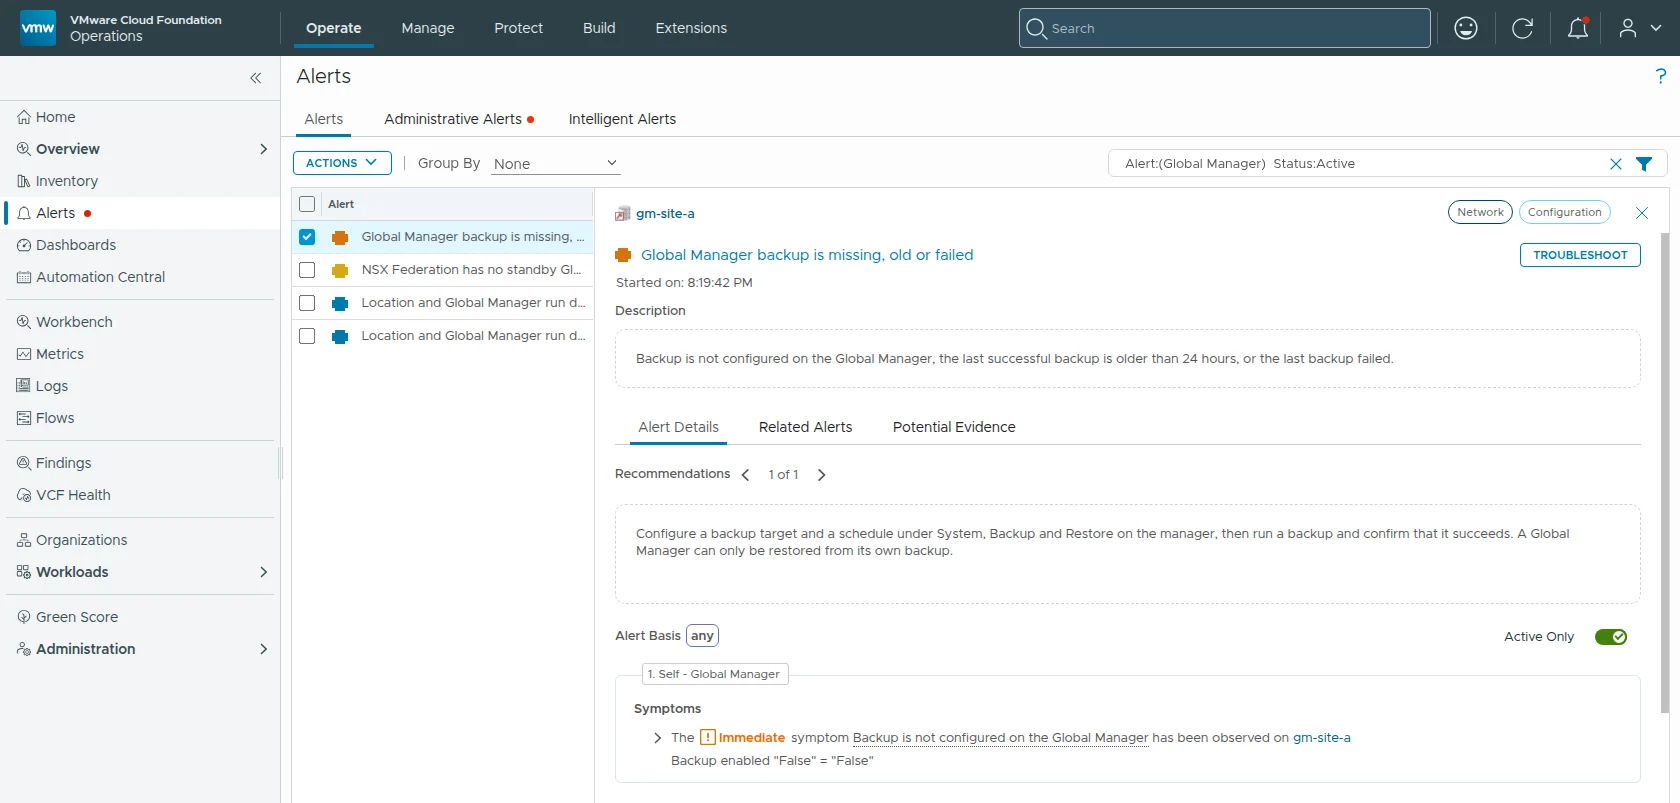 vmw
VMware Cloud Foundation
Operations
Operate
Manage
Protect
Build
Extensions
Search
Alerts
?
Home
Overview
Inventory
Alerts
Dashboards
Automation Central
Workbench
Metrics
Logs
Flows
Findings
VCF Health
Organizations
Workloads
Green Score
Administration
Alerts
Administrative Alerts
Intelligent Alerts
ACTIONS
Group By
None
Alert:(Global Manager) Status:Active
Alert
Global Manager backup is missing, ...
NSX Federation has no standby Gl...
Location and Global Manager run d...
Location and Global Manager run d...
gm-site-a
Network
Configuration
Global Manager backup is missing, old or failed
TROUBLESHOOT
Started on: 8:19:42 PM
Description
Backup is not configured on the Global Manager, the last successful backup is older than 24 hours, or the last backup failed.
Alert Details
Related Alerts
Potential Evidence
Recommendations
1 of 1
Configure a backup target and a schedule under System, Backup and Restore on the manager, then run a backup and confirm that it succeeds. A Global
Manager can only be restored from its own backup.
Alert Basis any
Active Only
1. Self - Global Manager
Symptoms
The ! Immediate symptom Backup is not configured on the Global Manager has been observed on gm-site-a
Backup enabled "False" = "False"